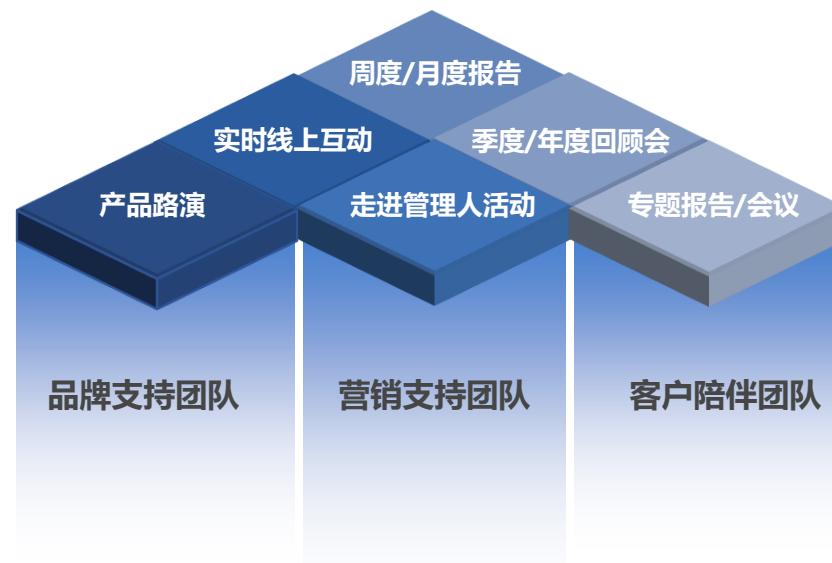 周度/月度报告
实时线上互动
季度/年度回顾会
产品路演
走进管理人活动
专题报告/会议
品牌支持团队
营销支持团队
客户陪伴团队